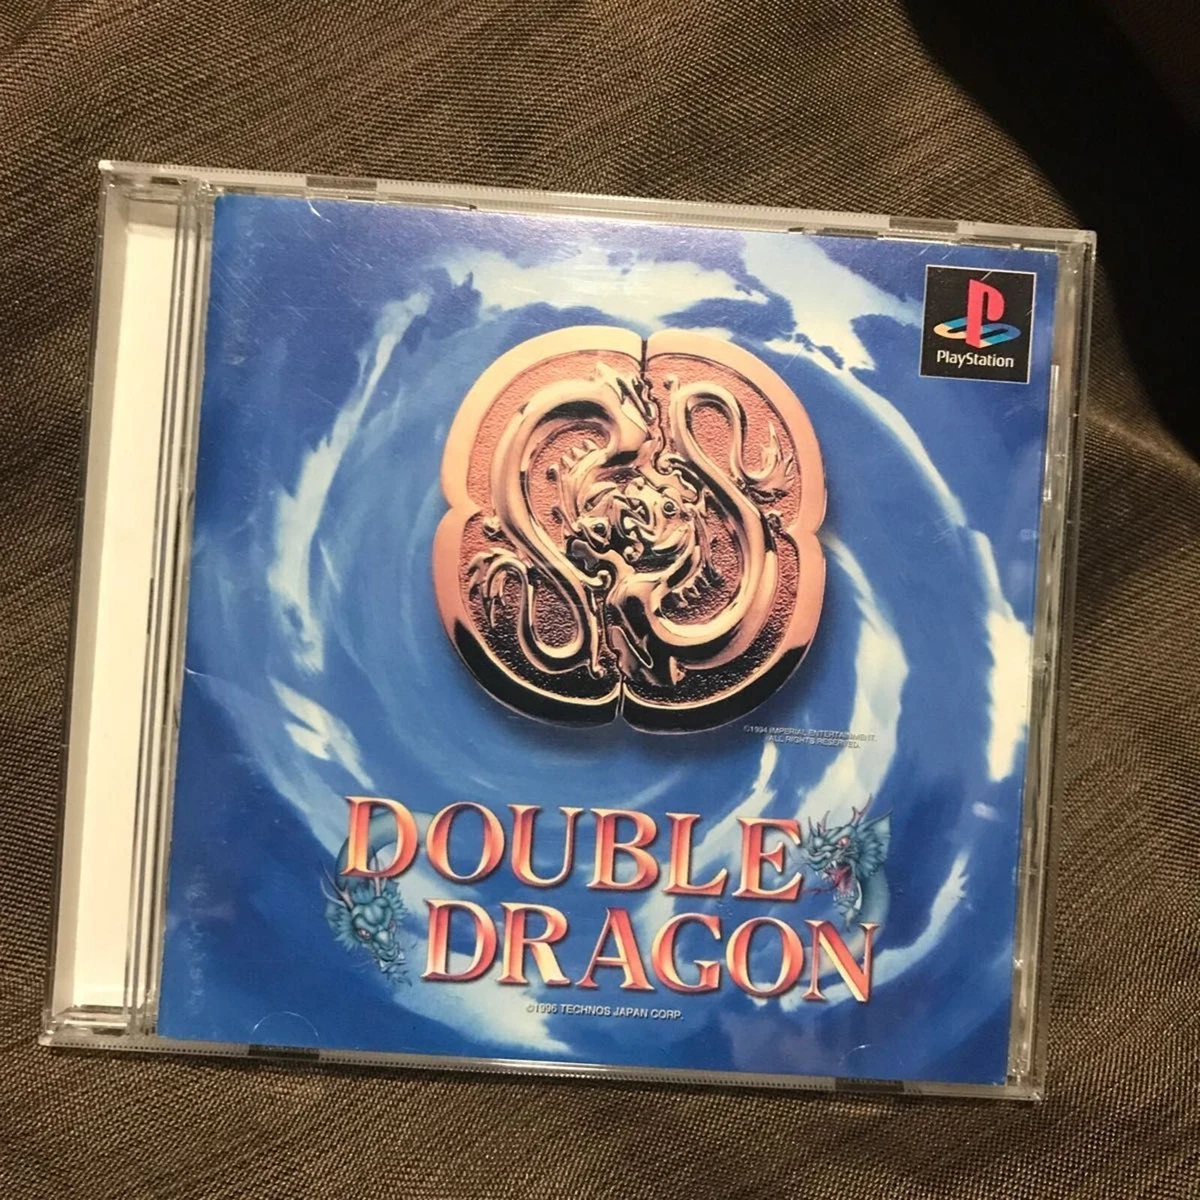 PlayStation
©1994 IMPERIAL ENTERTAINMENT.
ALL RIGHTS RESERVED.
DOUBLE
DRAGON
©1996 TECHNOS JAPAN CORP.